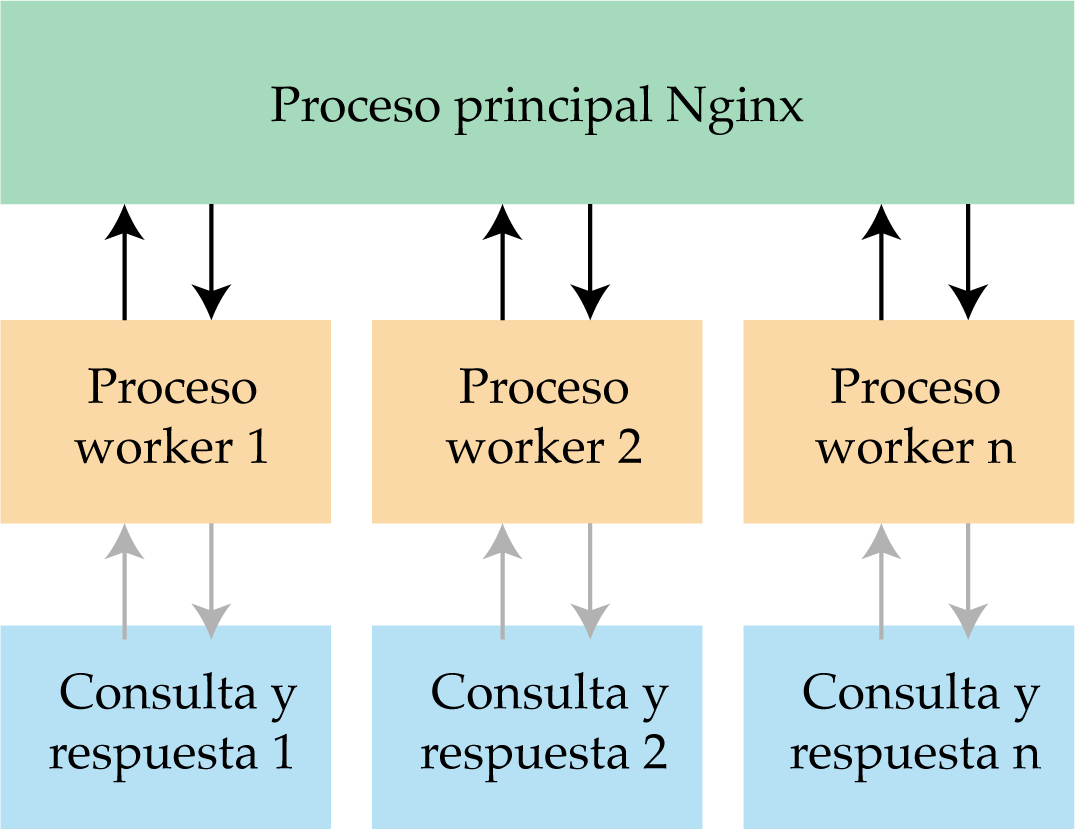 Proceso principal Nginx
Proceso
worker 1
Proceso
worker 2
Proceso
worker n
Consulta y
respuesta 1
Consulta y
respuesta 2
Consulta y
respuesta n